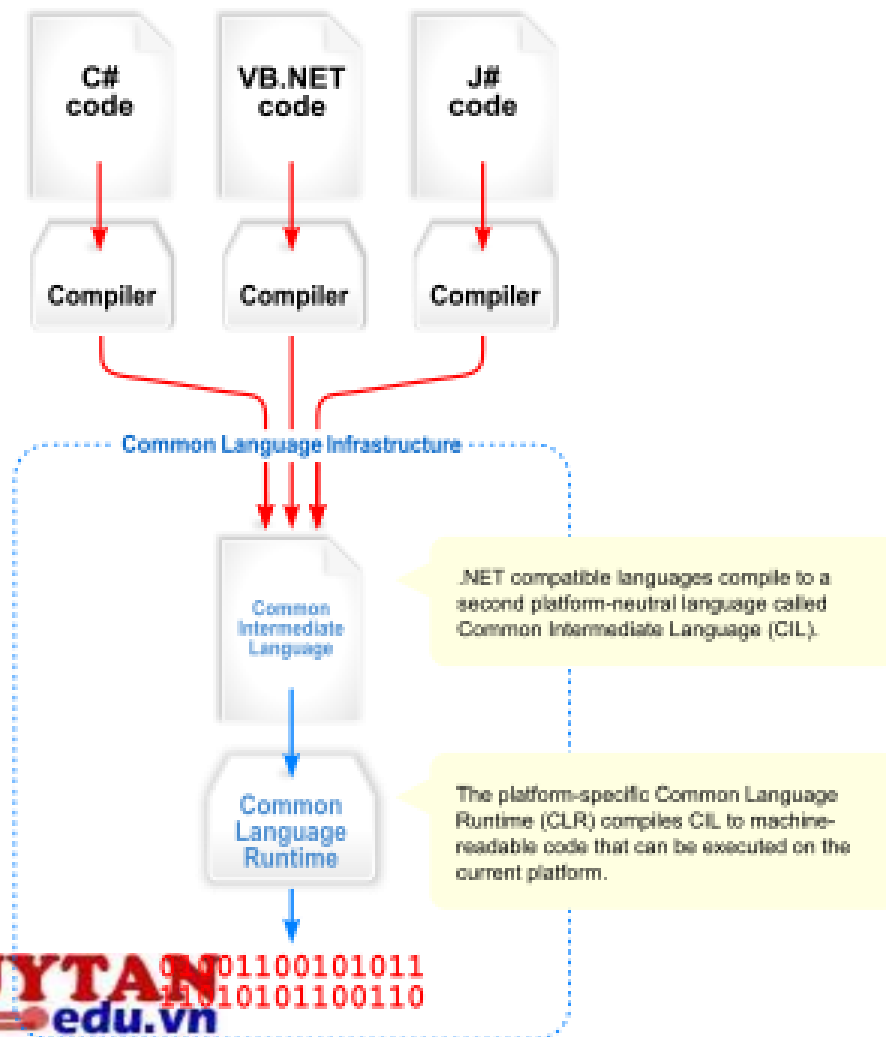 C#
code
VB.NET
code
J#
code
Compiler
Compiler
Compiler
Common Language Infrastructure
Common
Intermediate
Language
.NET compatible languages compile to a
second platform-neutral language called
Common Intermediate Language (CIL).
Common
Language
Runtime
The platform-specific Common Language
Runtime (CLR) compiles CIL to machine-
readable code that can be executed on the
current platform.
01100101011
10101100110
edu.vn